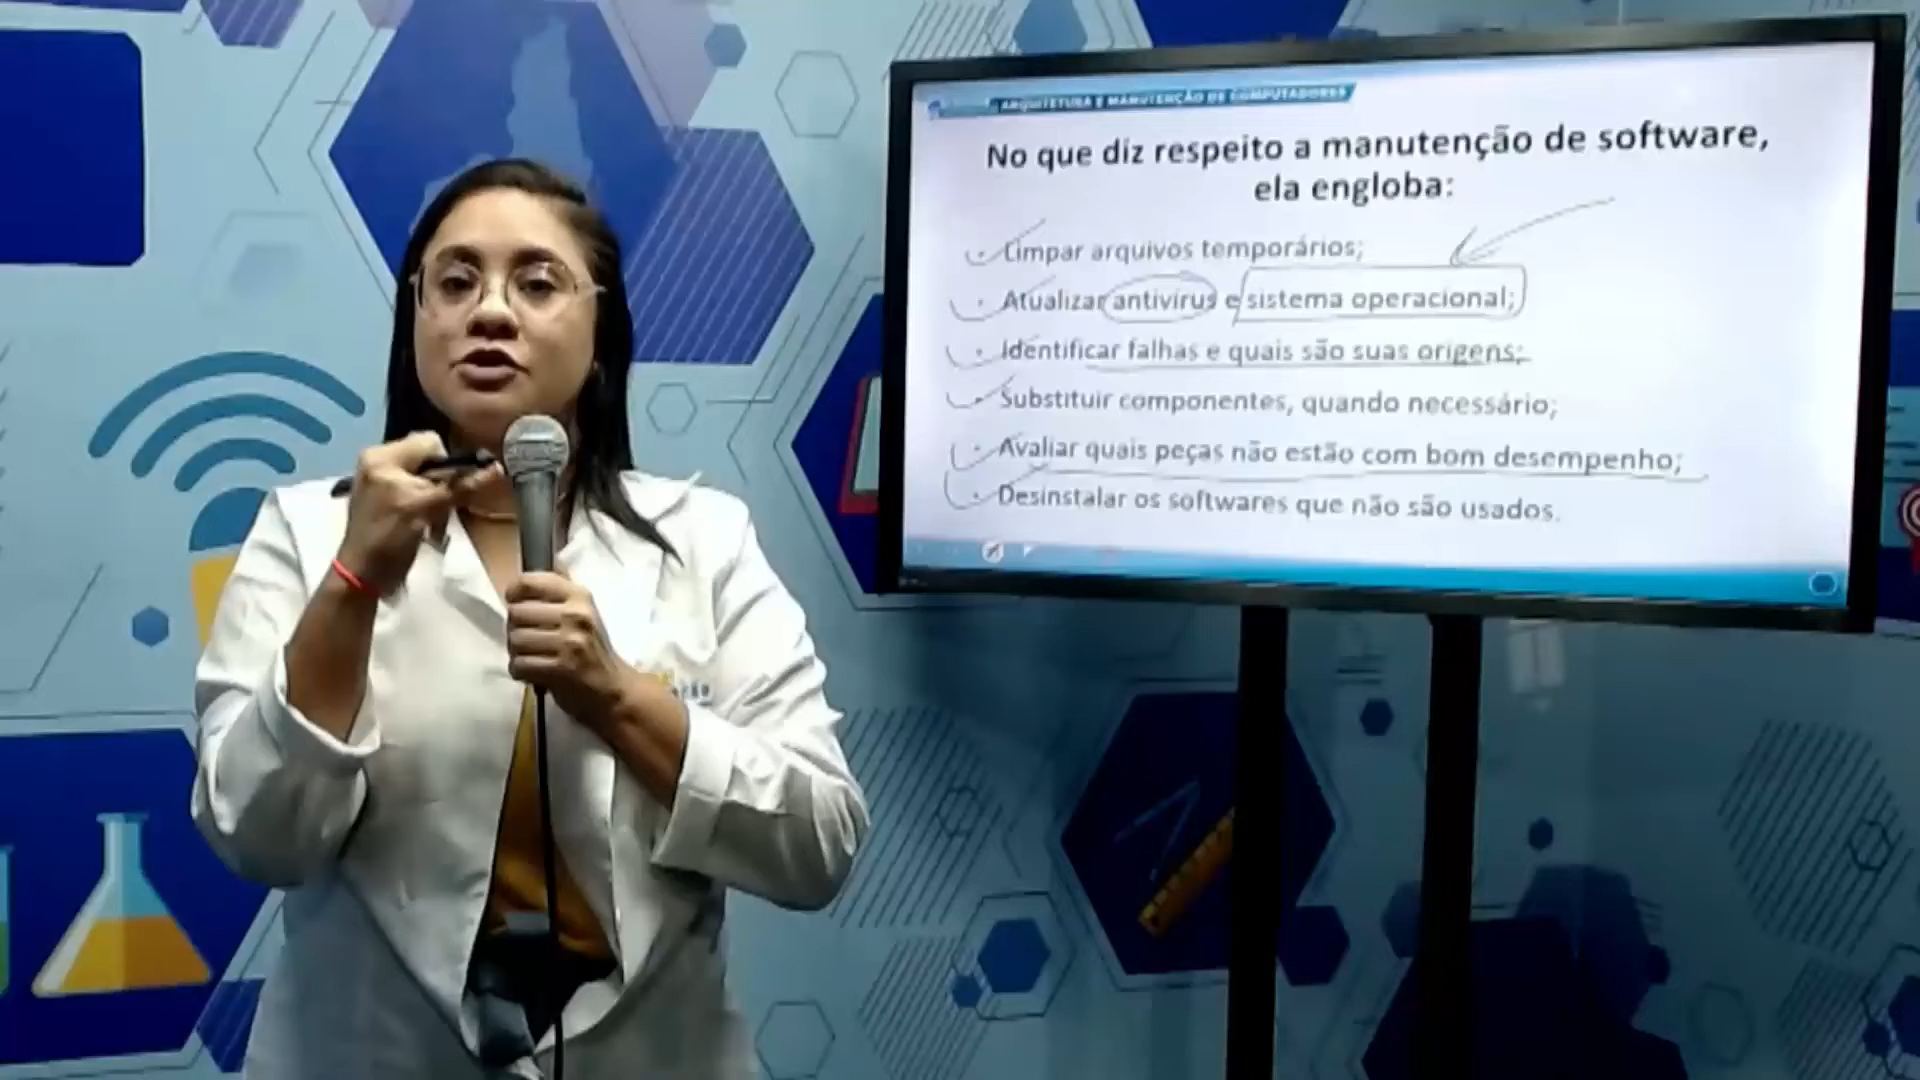 ARQUITETURA E MANUTENÇÃO DE COMPUTADORES
No que diz respeito a manutenção de software,
ela engloba:
• Limpar arquivos temporários;
• Atualizar antivírus e sistema operacional;
• Identificar falhas e quais são suas origens;
• Substituir componentes, quando necessário;
• Avaliar quais peças não estão com bom desempenho;
• Desinstalar os softwares que não são usados.